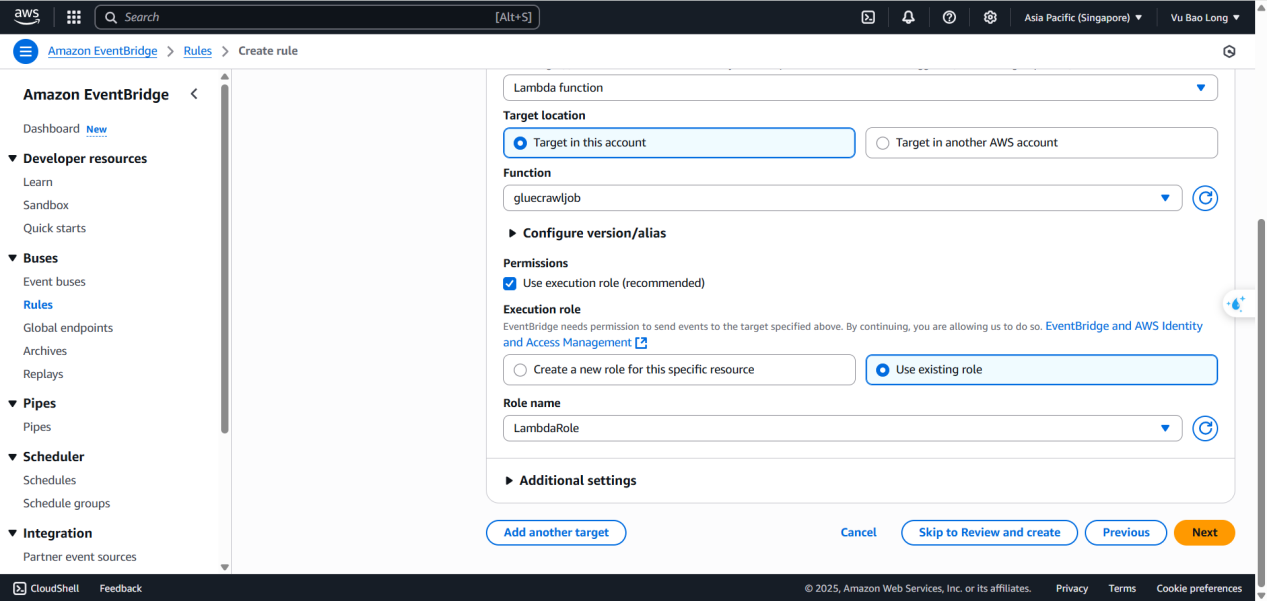 aws
Search
[Alt+S]
Asia Pacific (Singapore)
Vu Bao Long
Amazon EventBridge
Rules
Create rule
Amazon EventBridge
Dashboard New
Developer resources
Learn
Sandbox
Quick starts
Buses
Event buses
Rules
Global endpoints
Archives
Replays
Pipes
Pipes
Scheduler
Schedules
Schedule groups
Integration
Partner event sources
Lambda function
Target location
Target in this account
Target in another AWS account
Function
gluecrawljob
Configure version/alias
Permissions
Use execution role (recommended)
Execution role
EventBridge needs permission to send events to the target specified above. By continuing, you are allowing us to do so. EventBridge and AWS Identity
and Access Management
Create a new role for this specific resource
Use existing role
Role name
LambdaRole
Additional settings
Add another target
Cancel
Skip to Review and create
Previous
Next
CloudShell
Feedback
© 2025, Amazon Web Services, Inc. or its affiliates.
Privacy
Terms
Cookie preferences